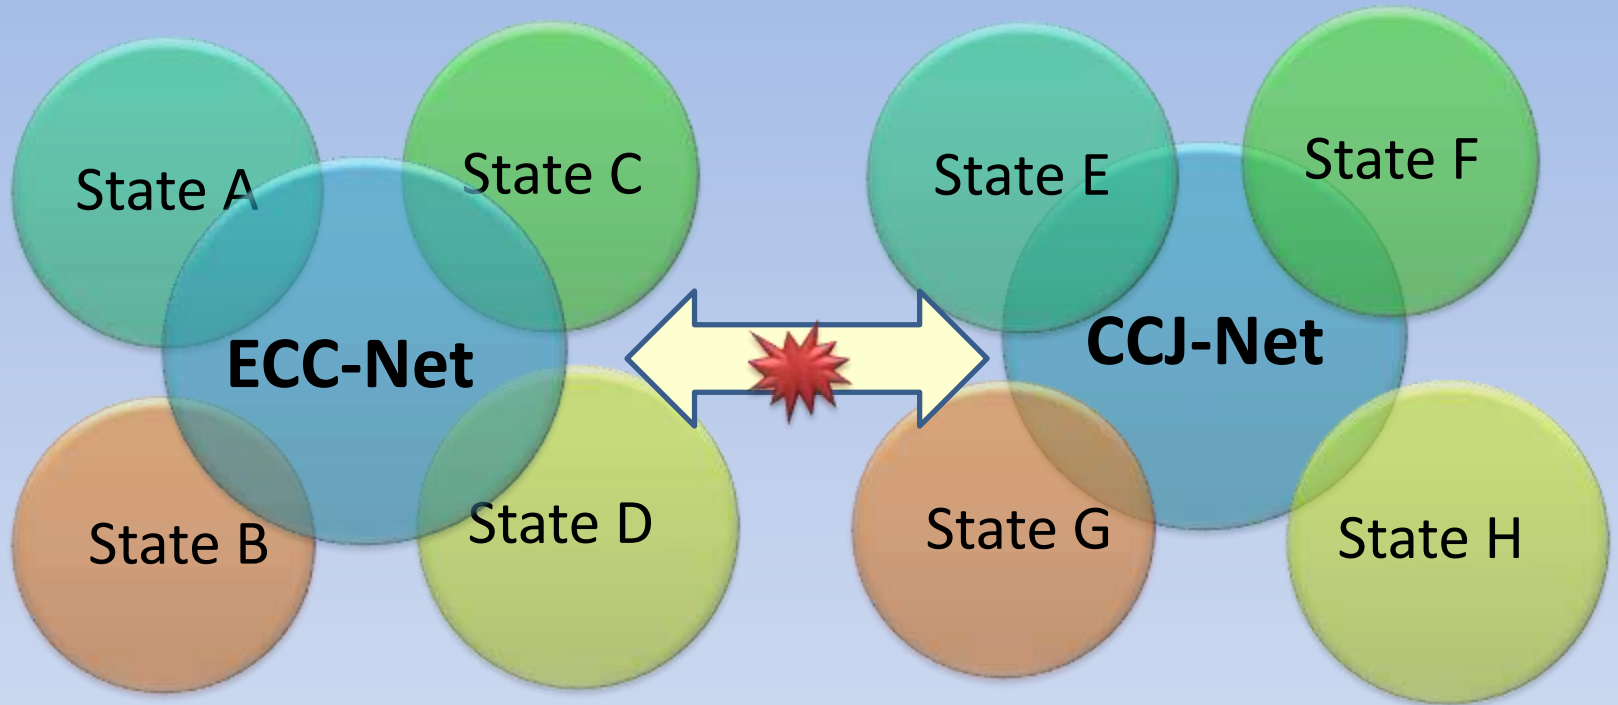 State A
State C
ECC-Net
State B
State D
State E
State F
CCJ-Net
State G
State H